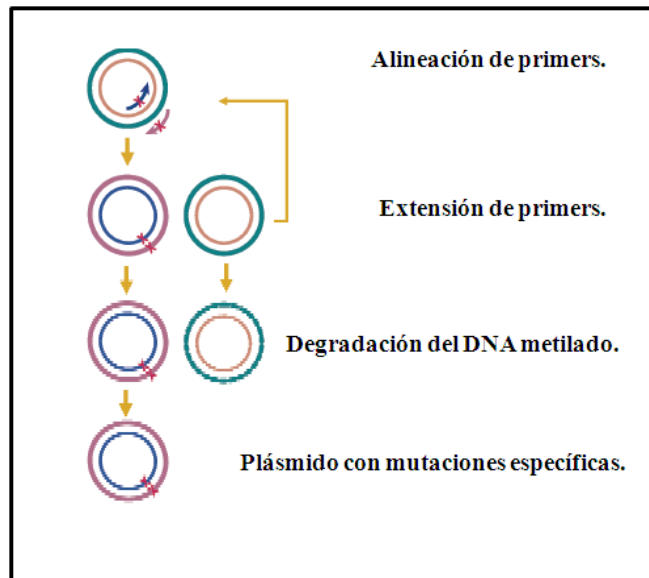 Alineación de primers.
Extensión de primers.
Degradación del DNA metilado.
Plásmido con mutaciones específicas.